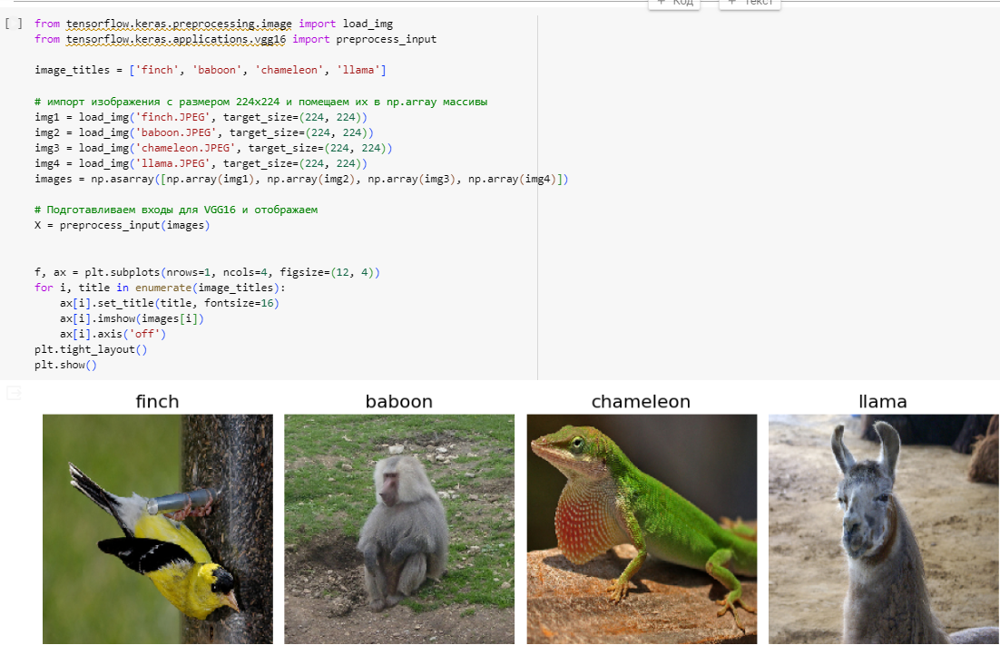 + Код + Текст
[ ] from tensorflow.keras.preprocessing.image import load_img
from tensorflow.keras.applications.vgg16 import preprocess_input
image_titles = ['finch', 'baboon', 'chameleon', 'llama']
# импорт изображения с размером 224x224 и помещаем их в np.array массивы
img1 = load_img('finch.JPEG', target_size=(224, 224))
img2 = load_img('baboon.JPEG', target_size=(224, 224))
img3 = load_img('chameleon.JPEG', target_size=(224, 224))
img4 = load_img('llama.JPEG', target_size=(224, 224))
images = np.asarray([np.array(img1), np.array(img2), np.array(img3), np.array(img4)])
# Подготавливаем входы для VGG16 и отображаем
X = preprocess_input(images)
f, ax = plt.subplots(nrows=1, ncols=4, figsize=(12, 4))
for i, title in enumerate(image_titles):
    ax[i].set_title(title, fontsize=16)
    ax[i].imshow(images[i])
    ax[i].axis('off')
plt.tight_layout()
plt.show()
finch baboon chameleon llama